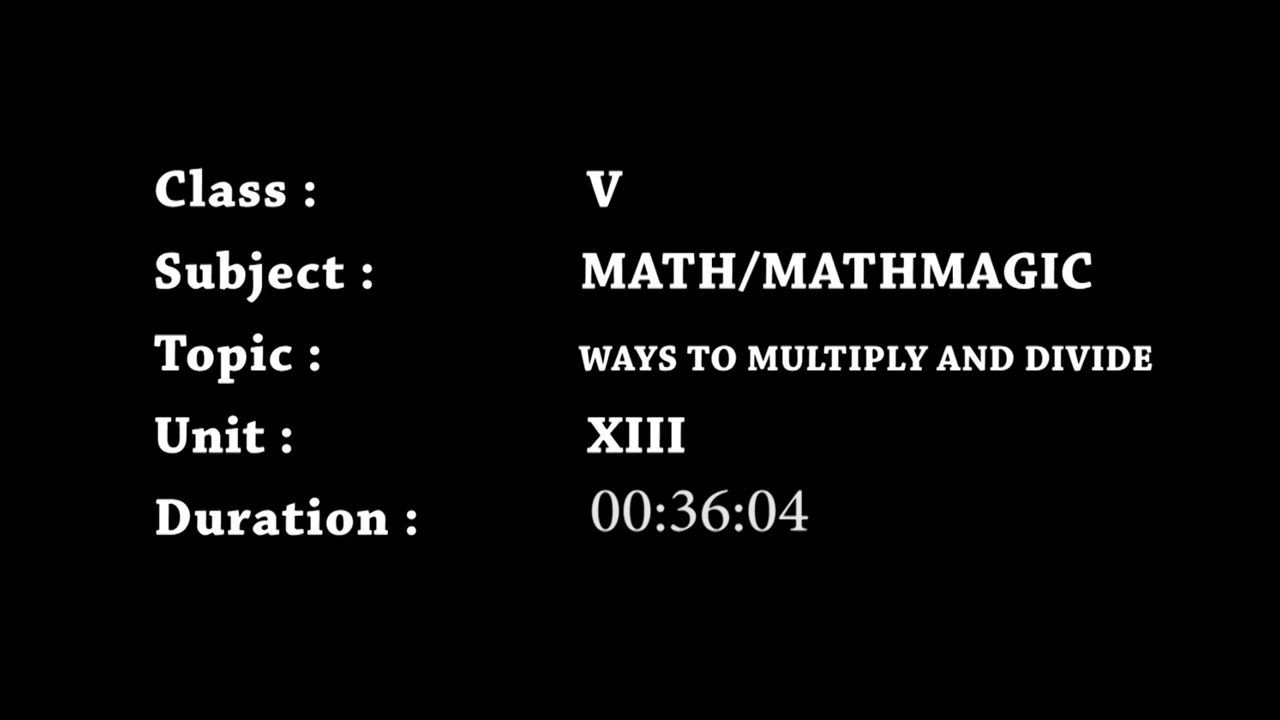 Class : V
Subject : MATH/MATHMAGIC
Topic : WAYS TO MULTIPLY AND DIVIDE
Unit : XIII
Duration : 00:36:04